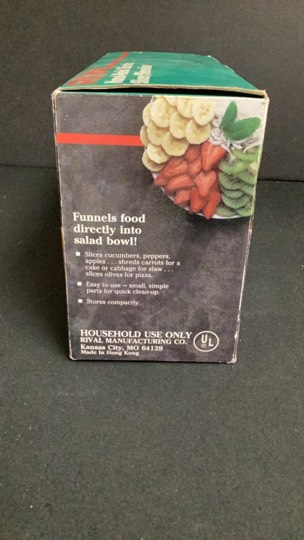 Funnels food
directly into
salad bowl!
■ Slices cucumbers, peppers,
apples . . . shreds carrots for a
cake or cabbage for slaw . . .
slices olives for pizza.
■ Easy to use — small, simple
parts for quick clean-up.
■ Stores compactly.
HOUSEHOLD USE ONLY
RIVAL MANUFACTURING CO.
Kansas City, MO 64129
Made in Hong Kong
UL